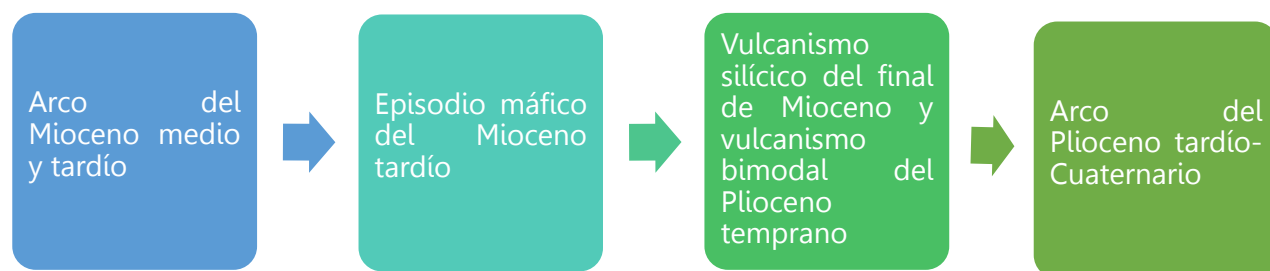 Arco del
Mioceno medio
y tardío
Episodio máfico
del Mioceno
tardío
Vulcanismo
silícico del final
de Mioceno y
vulcanismo
bimodal del
Plioceno
temprano
Arco del
Plioceno tardío-
Cuaternario